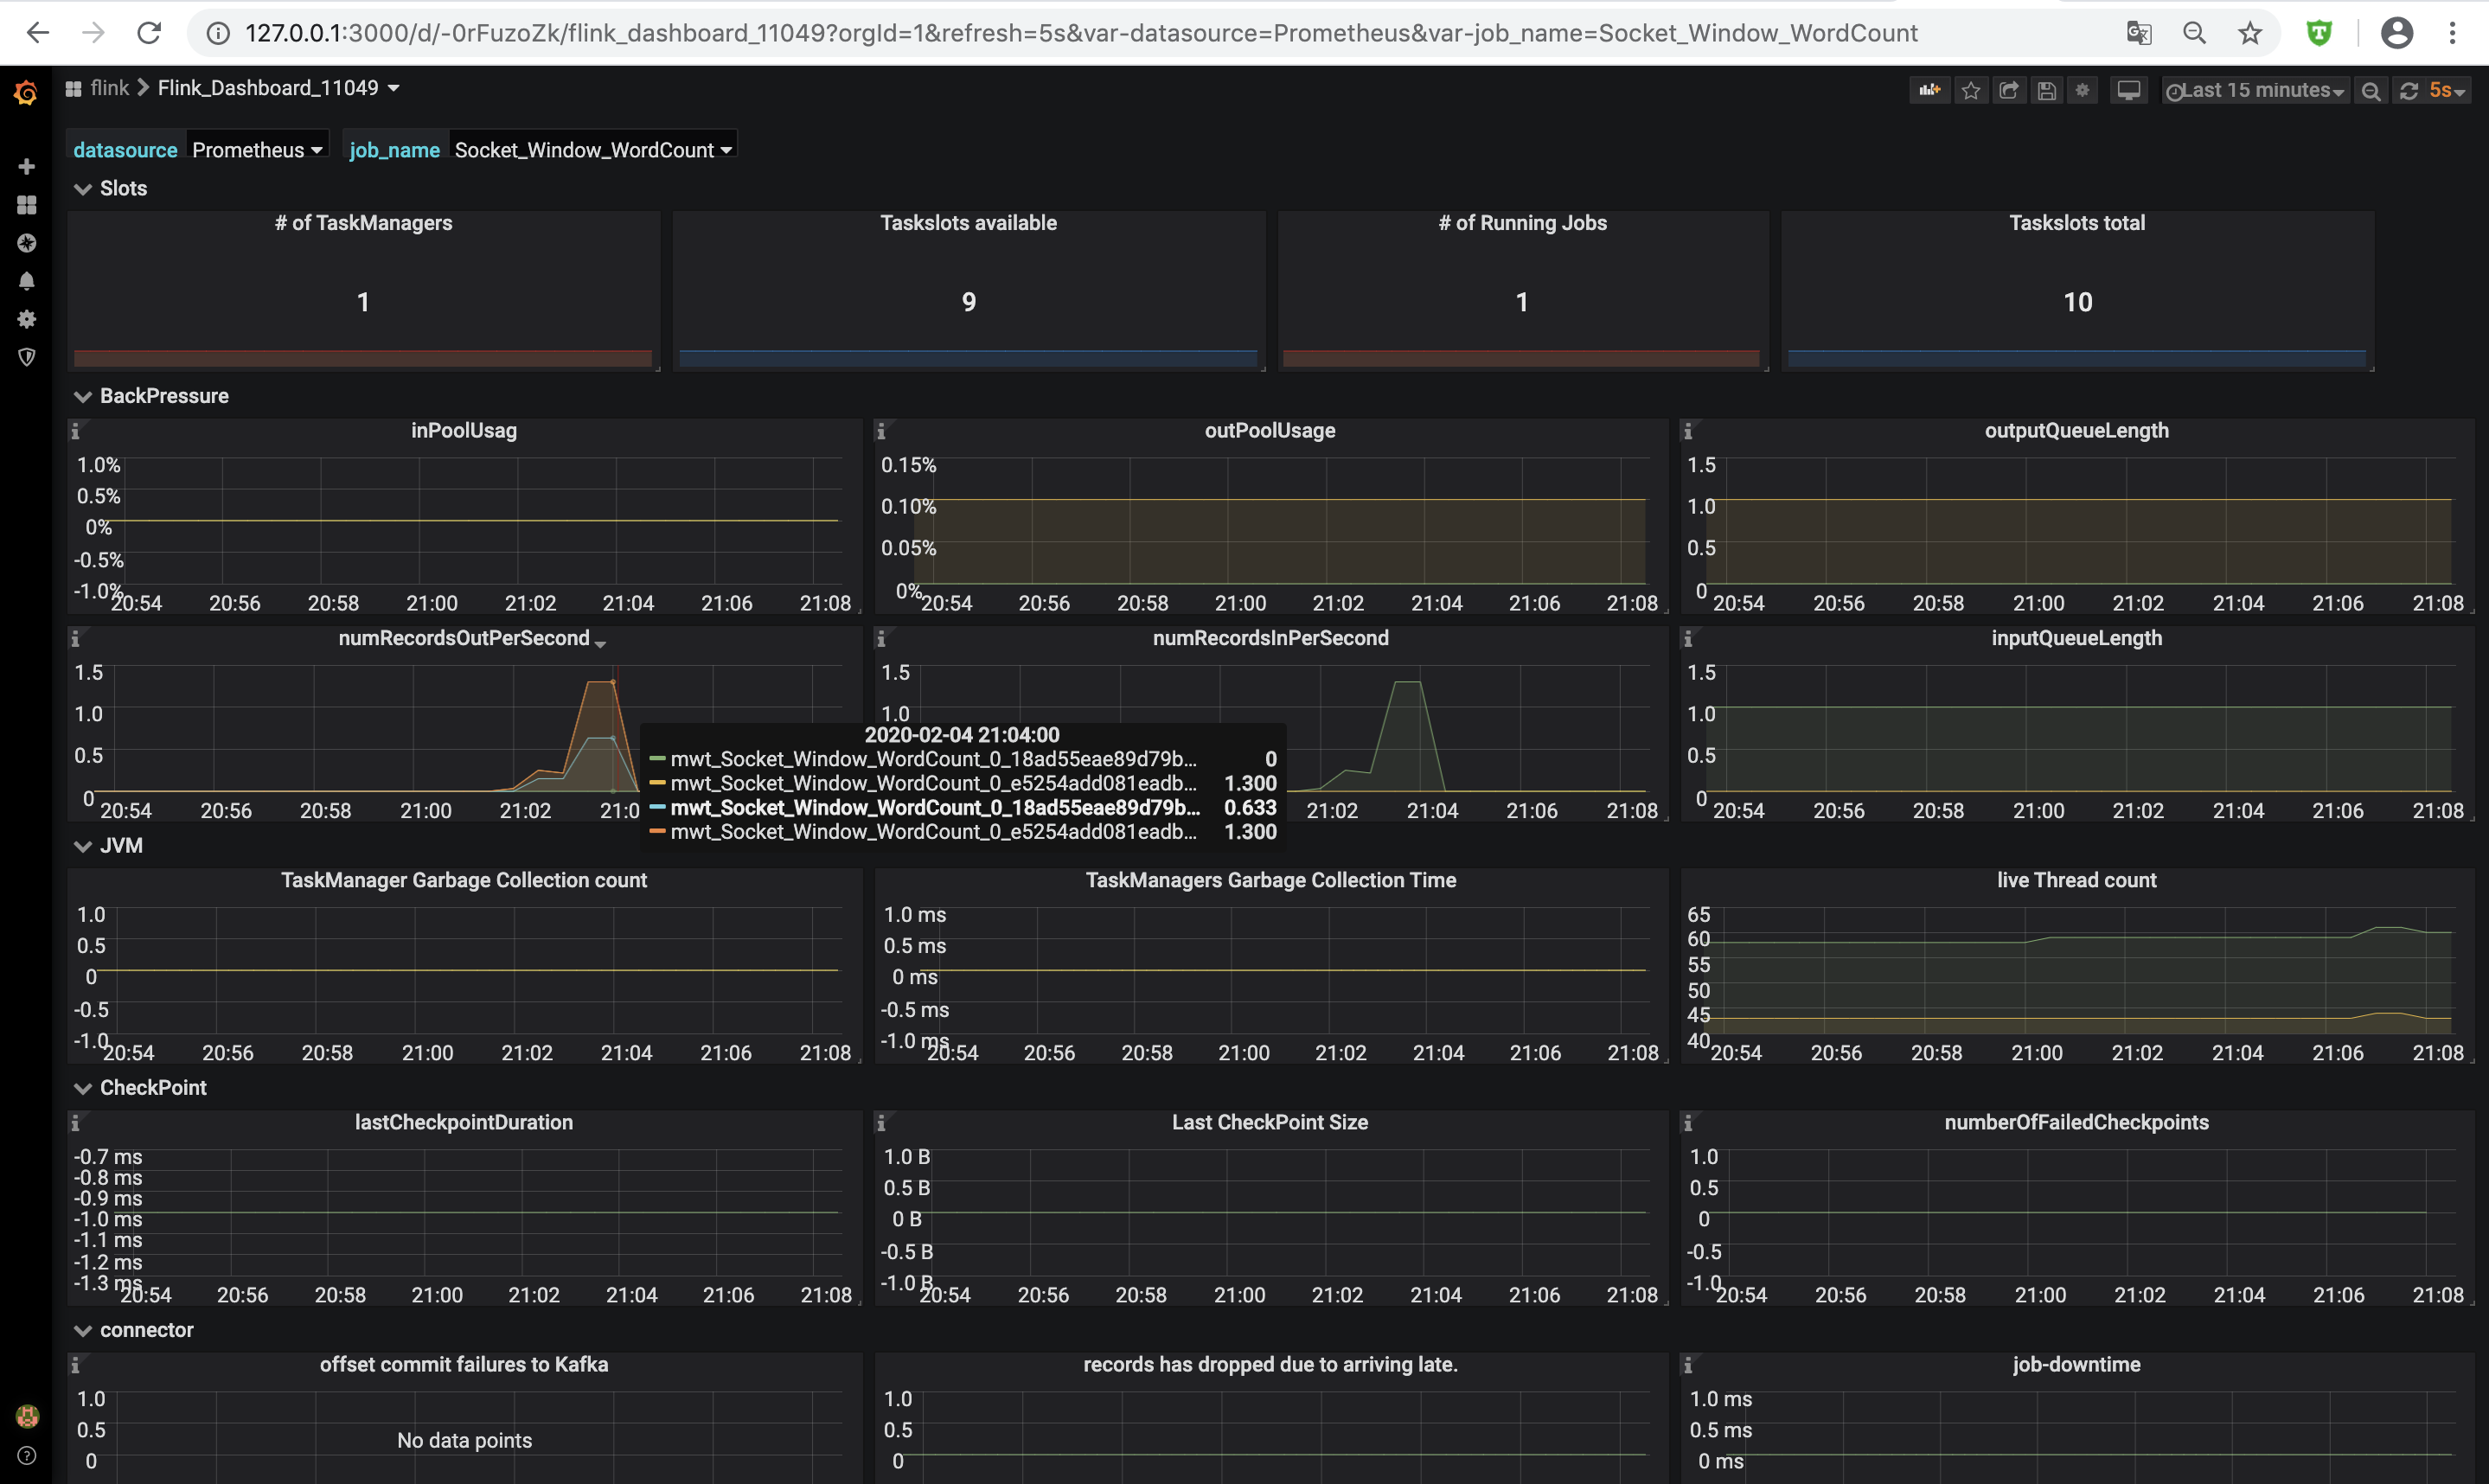 127.0.0.1:3000/d/-0rFuzoZk/flink_dashboard_11049?orgId=1&refresh=5s&var-datasource=Prometheus&var-job_name=Socket_Window_WordCount
flink > Flink_Dashboard_11049
Last 15 minutes 5s
datasource Prometheus job_name Socket_Window_WordCount
Slots
# of TaskManagers Taskslots available # of Running Jobs Taskslots total
1 9 1 10
BackPressure
inPoolUsag
1.0%
0.5%
0%
-0.5%
-1.0%
20:54 20:56 20:58 21:00 21:02 21:04 21:06 21:08
outPoolUsage
0.15%
0.10%
0.05%
0%
20:54 20:56 20:58 21:00 21:02 21:04 21:06 21:08
outputQueueLength
1.5
1.0
0.5
0
20:54 20:56 20:58 21:00 21:02 21:04 21:06 21:08
numRecordsOutPerSecond
1.5
1.0
0.5
0
20:54 20:56 20:58 21:00 21:02 21:0
numRecordsInPerSecond
1.5
1.0
21:02 21:04 21:06 21:08
2020-02-04 21:04:00
mwt_Socket_Window_WordCount_0_18ad55eae89d79b... 0
mwt_Socket_Window_WordCount_0_e5254add081eadb... 1.300
mwt_Socket_Window_WordCount_0_18ad55eae89d79b... 0.633
mwt_Socket_Window_WordCount_0_e5254add081eadb... 1.300
inputQueueLength
1.5
1.0
0.5
0
20:54 20:56 20:58 21:00 21:02 21:04 21:06 21:08
JVM
TaskManager Garbage Collection count
1.0
0.5
0
-0.5
-1.0
20:54 20:56 20:58 21:00 21:02 21:04 21:06 21:08
TaskManagers Garbage Collection Time
1.0 ms
0.5 ms
0 ms
-0.5 ms
-1.0 ms
20:54 20:56 20:58 21:00 21:02 21:04 21:06 21:08
live Thread count
65
60
55
50
45
40
20:54 20:56 20:58 21:00 21:02 21:04 21:06 21:08
CheckPoint
lastCheckpointDuration
-0.7 ms
-0.8 ms
-0.9 ms
-1.0 ms
-1.1 ms
-1.2 ms
-1.3 ms
20:54 20:56 20:58 21:00 21:02 21:04 21:06 21:08
Last CheckPoint Size
1.0 B
0.5 B
0 B
-0.5 B
-1.0 B
20:54 20:56 20:58 21:00 21:02 21:04 21:06 21:08
numberOfFailedCheckpoints
1.0
0.5
0
-0.5
-1.0
20:54 20:56 20:58 21:00 21:02 21:04 21:06 21:08
connector
offset commit failures to Kafka
1.0
0.5
0
No data points
records has dropped due to arriving late.
1.0
0.5
0
job-downtime
1.0 ms
0.5 ms
0 ms